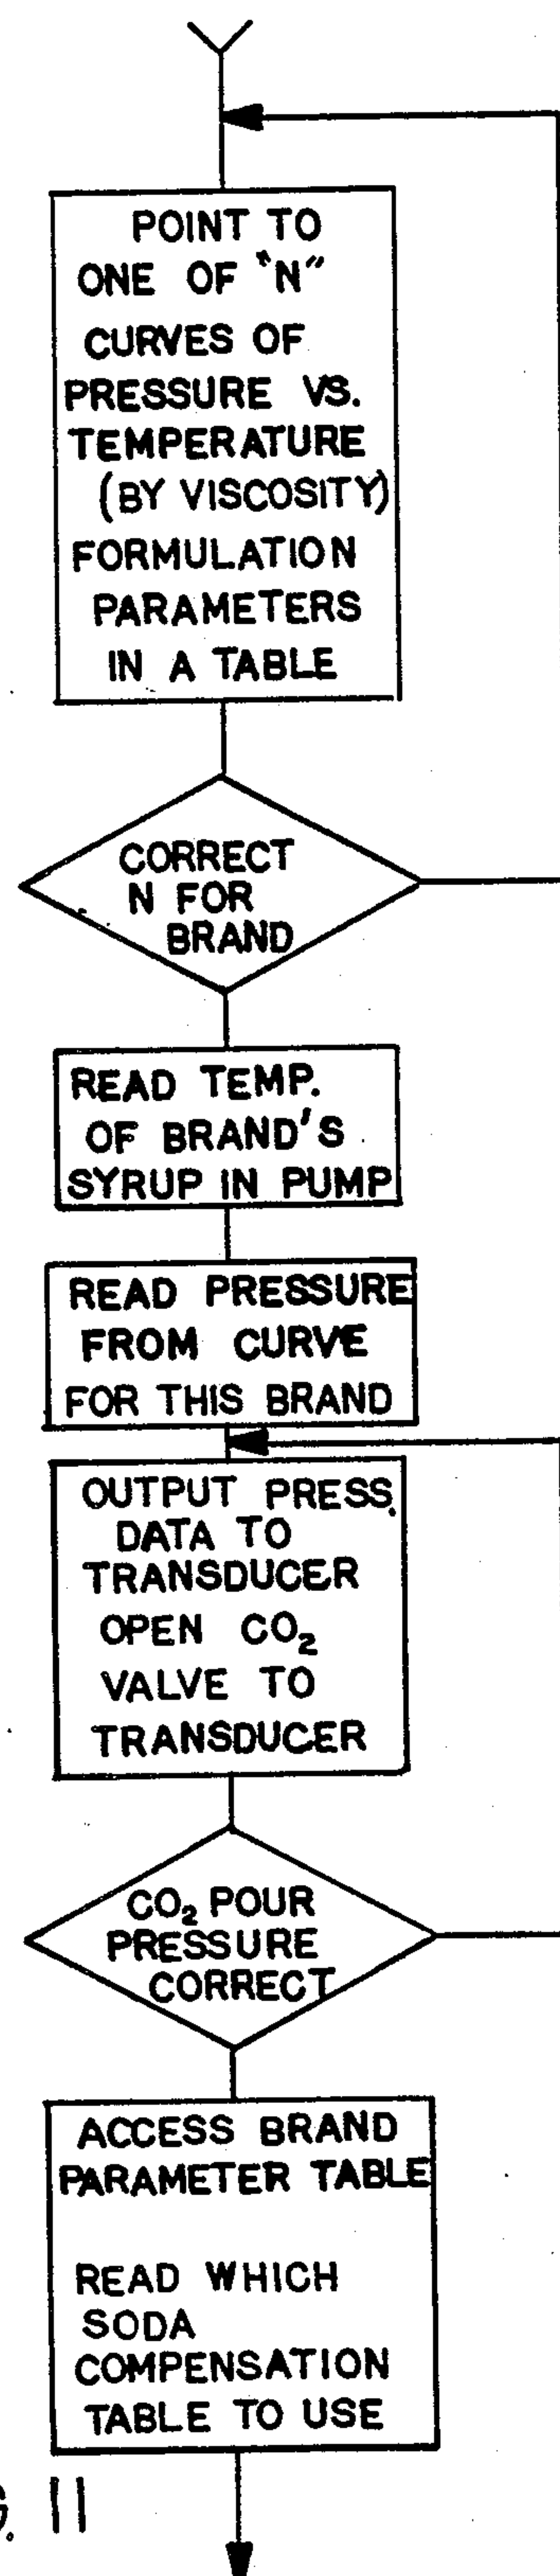 POINT TO
ONE OF "N"
CURVES OF
PRESSURE VS.
TEMPERATURE
(BY VISCOSITY)
FORMULATION
PARAMETERS
IN A TABLE
CORRECT
N FOR
BRAND
READ TEMP.
OF BRAND'S
SYRUP IN PUMP
READ PRESSURE
FROM CURVE
FOR THIS BRAND
OUTPUT PRESS.
DATA TO
TRANSDUCER
OPEN CO₂
VALVE TO
TRANSDUCER
CO₂ POUR
PRESSURE
CORRECT
ACCESS BRAND
PARAMETER TABLE
READ WHICH
SODA
COMPENSATION
TABLE TO USE
11